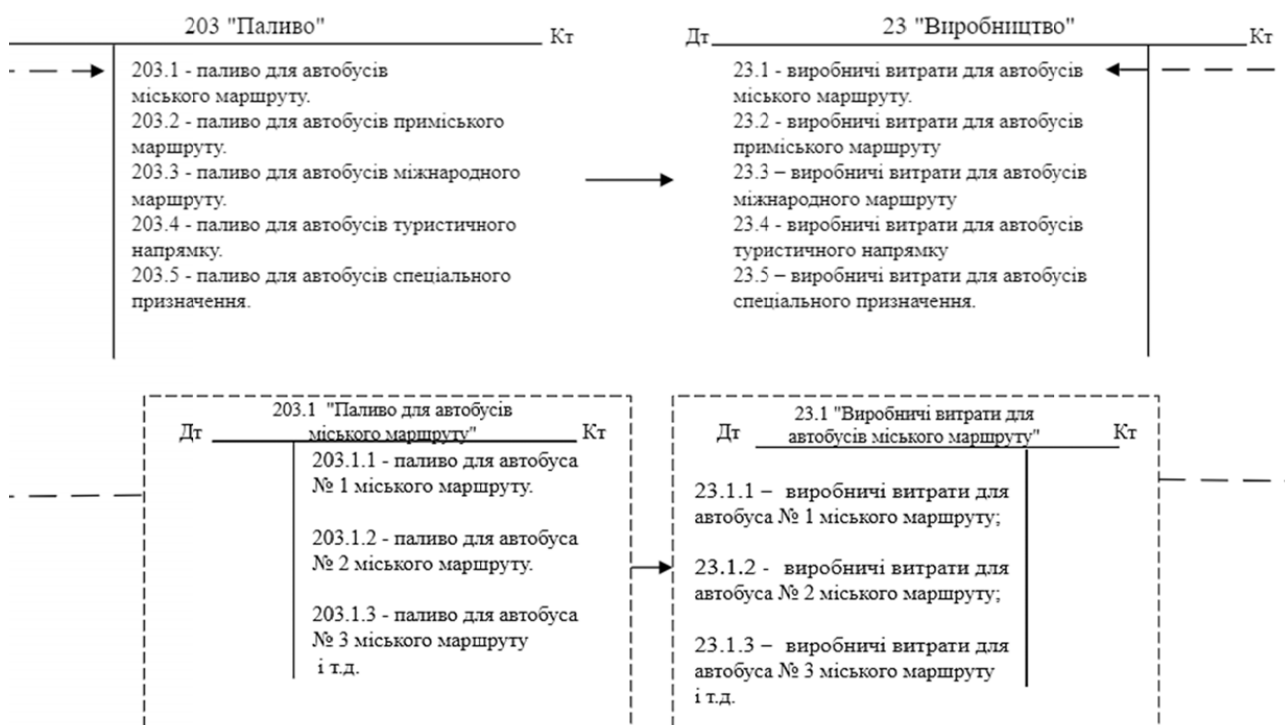 203 "Паливо"
Кт
203.1 - паливо для автобусів
міського маршруту.
203.2 - паливо для автобусів приміського
маршруту.
203.3 - паливо для автобусів міжнародного
маршруту.
203.4 - паливо для автобусів туристичного
напрямку.
203.5 - паливо для автобусів спеціального
призначення.
Дт
23 "Виробництво"
Кт
23.1 - виробничі витрати для автобусів
міського маршруту.
23.2 - виробничі витрати для автобусів
приміського маршруту
23.3 – виробничі витрати для автобусів
міжнародного маршруту
23.4 - виробничі витрати для автобусів
туристичного напрямку
23.5 – виробничі витрати для автобусів
спеціального призначення.
203.1 "Паливо для автобусів
міського маршруту"
Дт
Кт
203.1.1 - паливо для автобуса
№ 1 міського маршруту.
203.1.2 - паливо для автобуса
№ 2 міського маршруту.
203.1.3 - паливо для автобуса
№ 3 міського маршруту
і т.д.
23.1 "Виробничі витрати для
автобусів міського маршруту"
Дт
Кт
23.1.1 – виробничі витрати для
автобуса № 1 міського маршруту;
23.1.2 - виробничі витрати для
автобуса № 2 міського маршруту;
23.1.3 – виробничі витрати для
автобуса № 3 міського маршруту
і т.д.